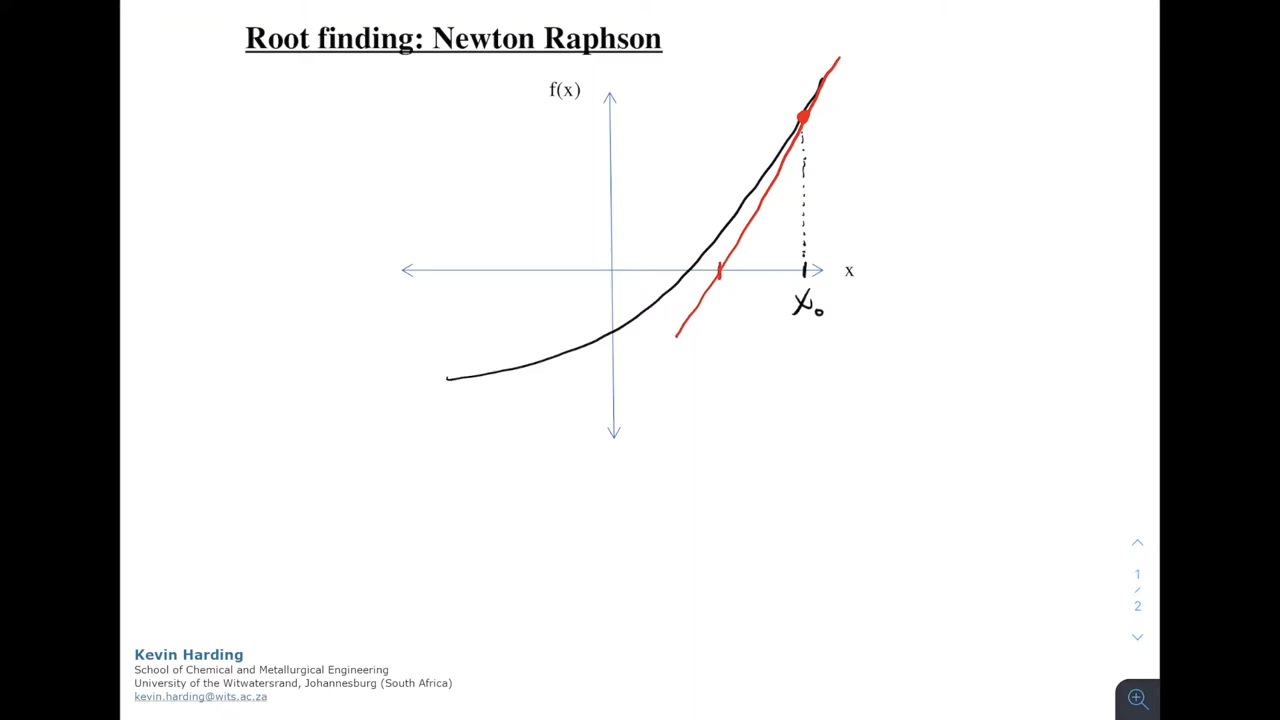 Root finding: Newton Raphson
f(x)
x
x₀
1
/
2
Kevin Harding
School of Chemical and Metallurgical Engineering
University of the Witwatersrand, Johannesburg (South Africa)
kevin.harding@wits.ac.za